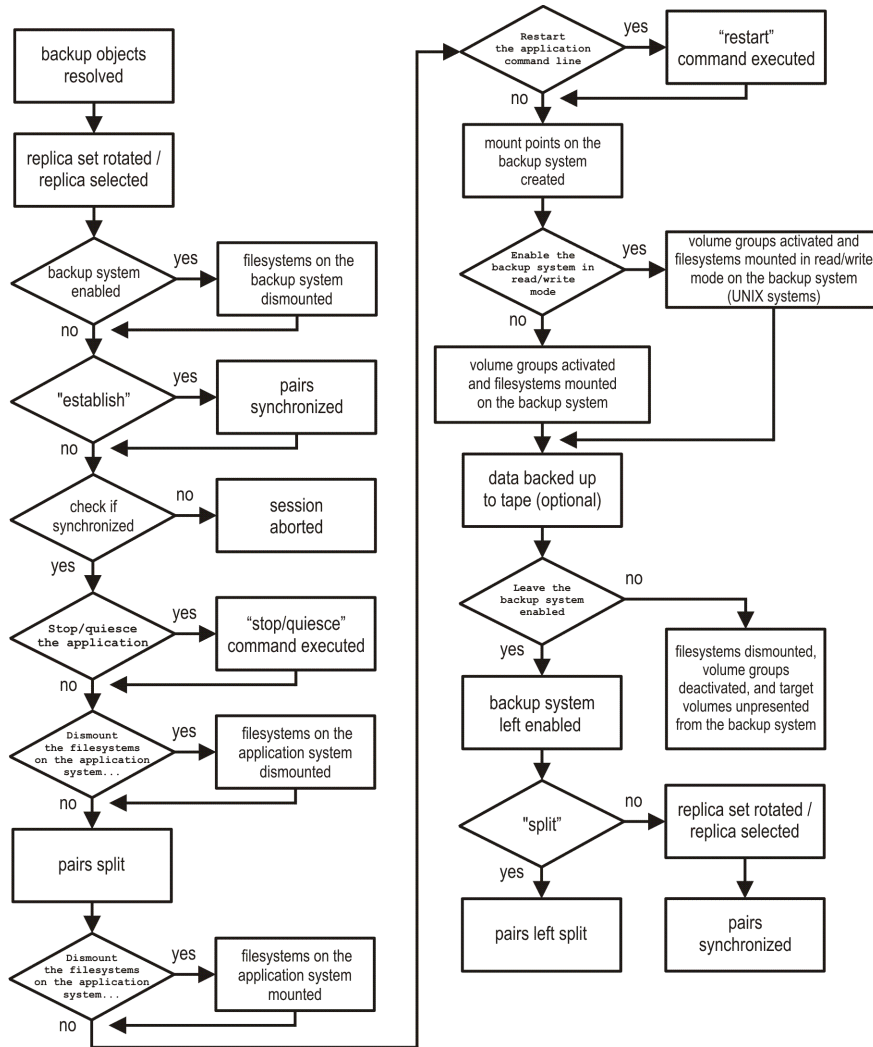 backup objects
resolved
replica set rotated /
replica selected
backup system
enabled
yes
filesystems on the
backup system
dismounted
no
"establish"
yes
pairs
synchronized
no
check if
synchronized
no
session
aborted
yes
Stop/quiesce
the application
yes
“stop/quiesce”
command executed
no
Dismount
the filesystems
on the application
system...
yes
filesystems on the
application system
dismounted
no
pairs split
Dismount
the filesystems
on the application
system...
yes
filesystems on the
application system
mounted
no
Restart
the application
command line
yes
“restart”
command executed
no
mount points on the
backup system
created
Enable the
backup system in
read/write
mode
yes
volume groups activated and
filesystems mounted in read/write
mode on the backup system
(UNIX systems)
no
volume groups activated
and filesystems mounted
on the backup system
data backed up
to tape (optional)
Leave the
backup system
enabled
no
filesystems dismounted,
volume groups
deactivated, and target
volumes unpresented
from the backup system
yes
backup system
left enabled
"split”
no
replica set rotated /
replica selected
yes
pairs left split
pairs
synchronized